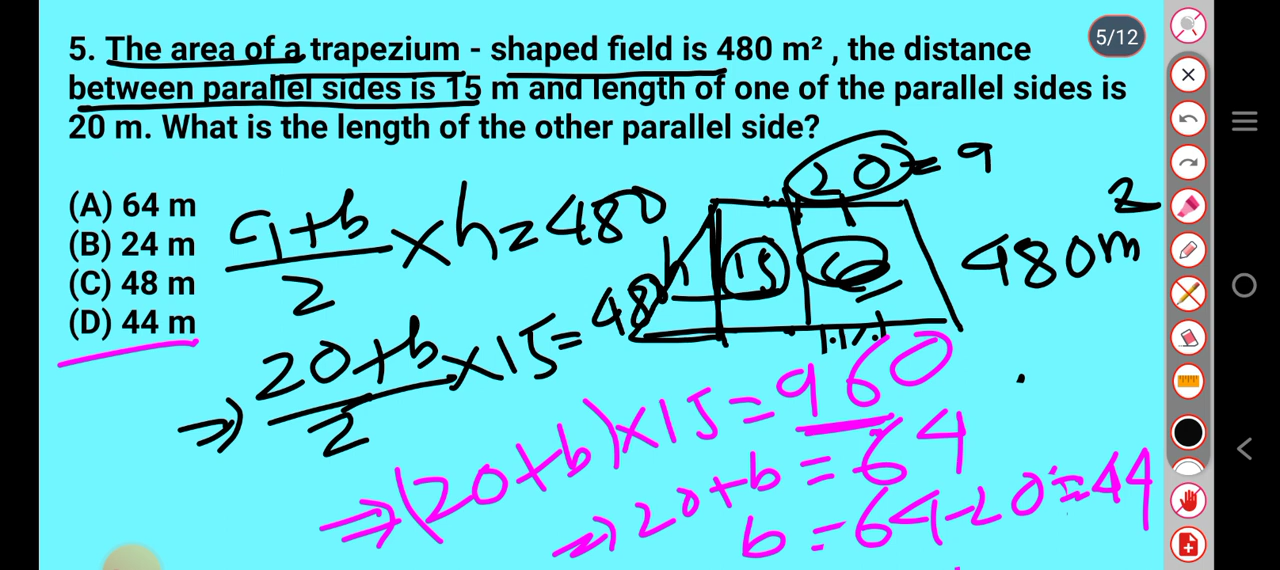 5/12
5. The area of a trapezium - shaped field is 480 m² , the distance
between parallel sides is 15 m and length of one of the parallel sides is
20 m. What is the length of the other parallel side?
(A) 64 m
(B) 24 m
(C) 48 m
(D) 44 m
a+b/2 × h = 480
20 = a
h 15
480m²
⇒ 20+b/2 × 15 = 480
⇒ (20+b) × 15 = 960
⇒ 20+b = 64
b = 64-20 = 44